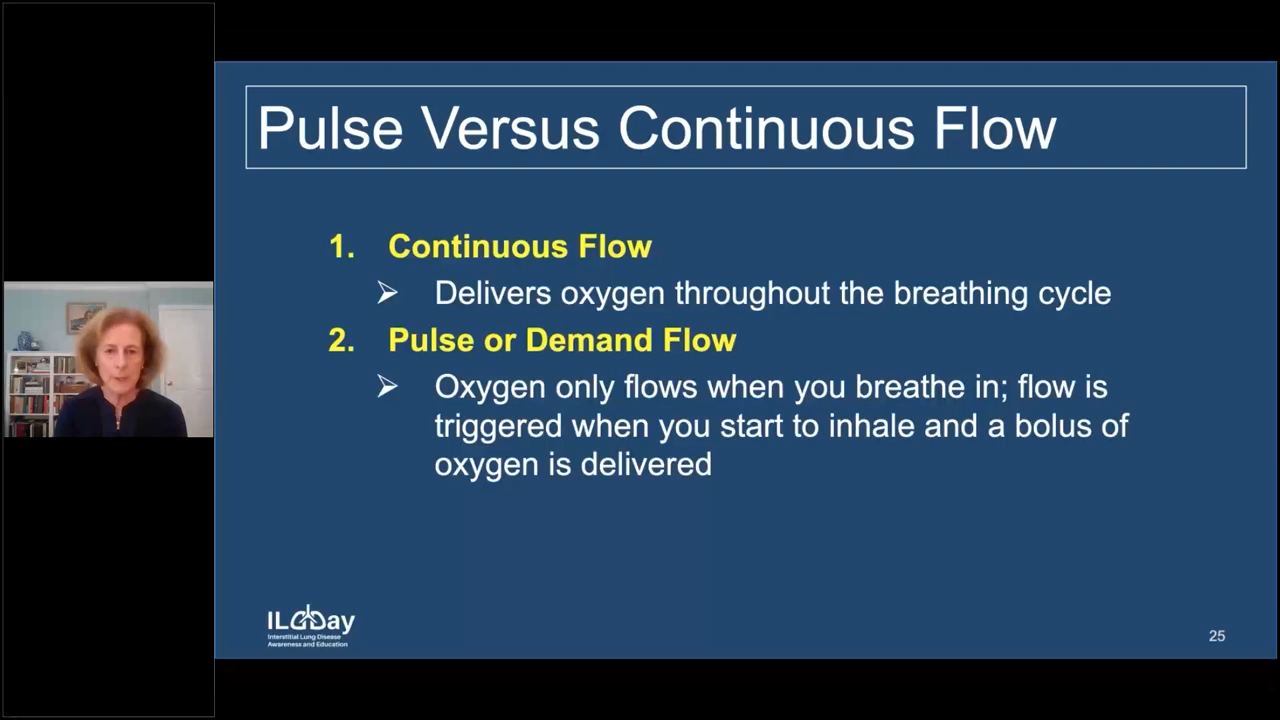 Pulse Versus Continuous Flow
1. Continuous Flow
➢ Delivers oxygen throughout the breathing cycle
2. Pulse or Demand Flow
➢ Oxygen only flows when you breathe in; flow is
triggered when you start to inhale and a bolus of
oxygen is delivered
ILDDay
Interstitial Lung Disease
Awareness and Education
25